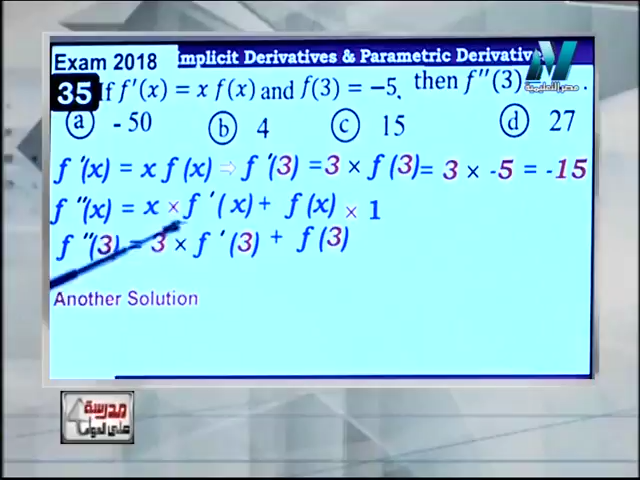 Exam 2018
Implicit Derivatives & Parametric Derivative
مصر التعليمية
35 If f'(x) = x f(x) and f(3) = -5, then f''(3)
a - 50
b 4
c 15
d 27
f'(x) = x f(x) ⇒ f'(3) = 3 × f(3) = 3 × -5 = -15
f''(x) = x × f'(x) + f(x) × 1
f''(3) = 3 × f'(3) + f(3)
Another Solution
مدرسة
على الهواء